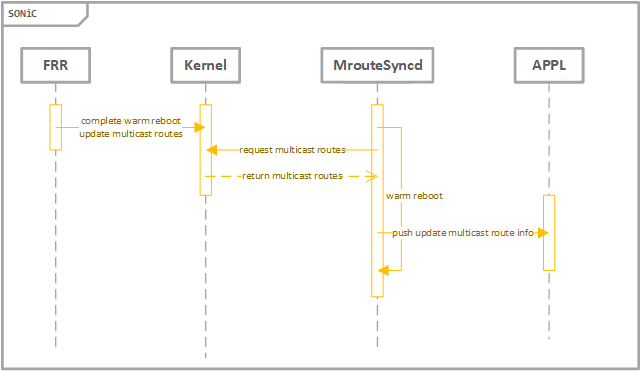 SONiC
FRR
Kernel
MrouteSyncd
APPL
complete warm reboot
update multicast routes
request multicast routes
return multicast routes
warm reboot
push update multicast route info